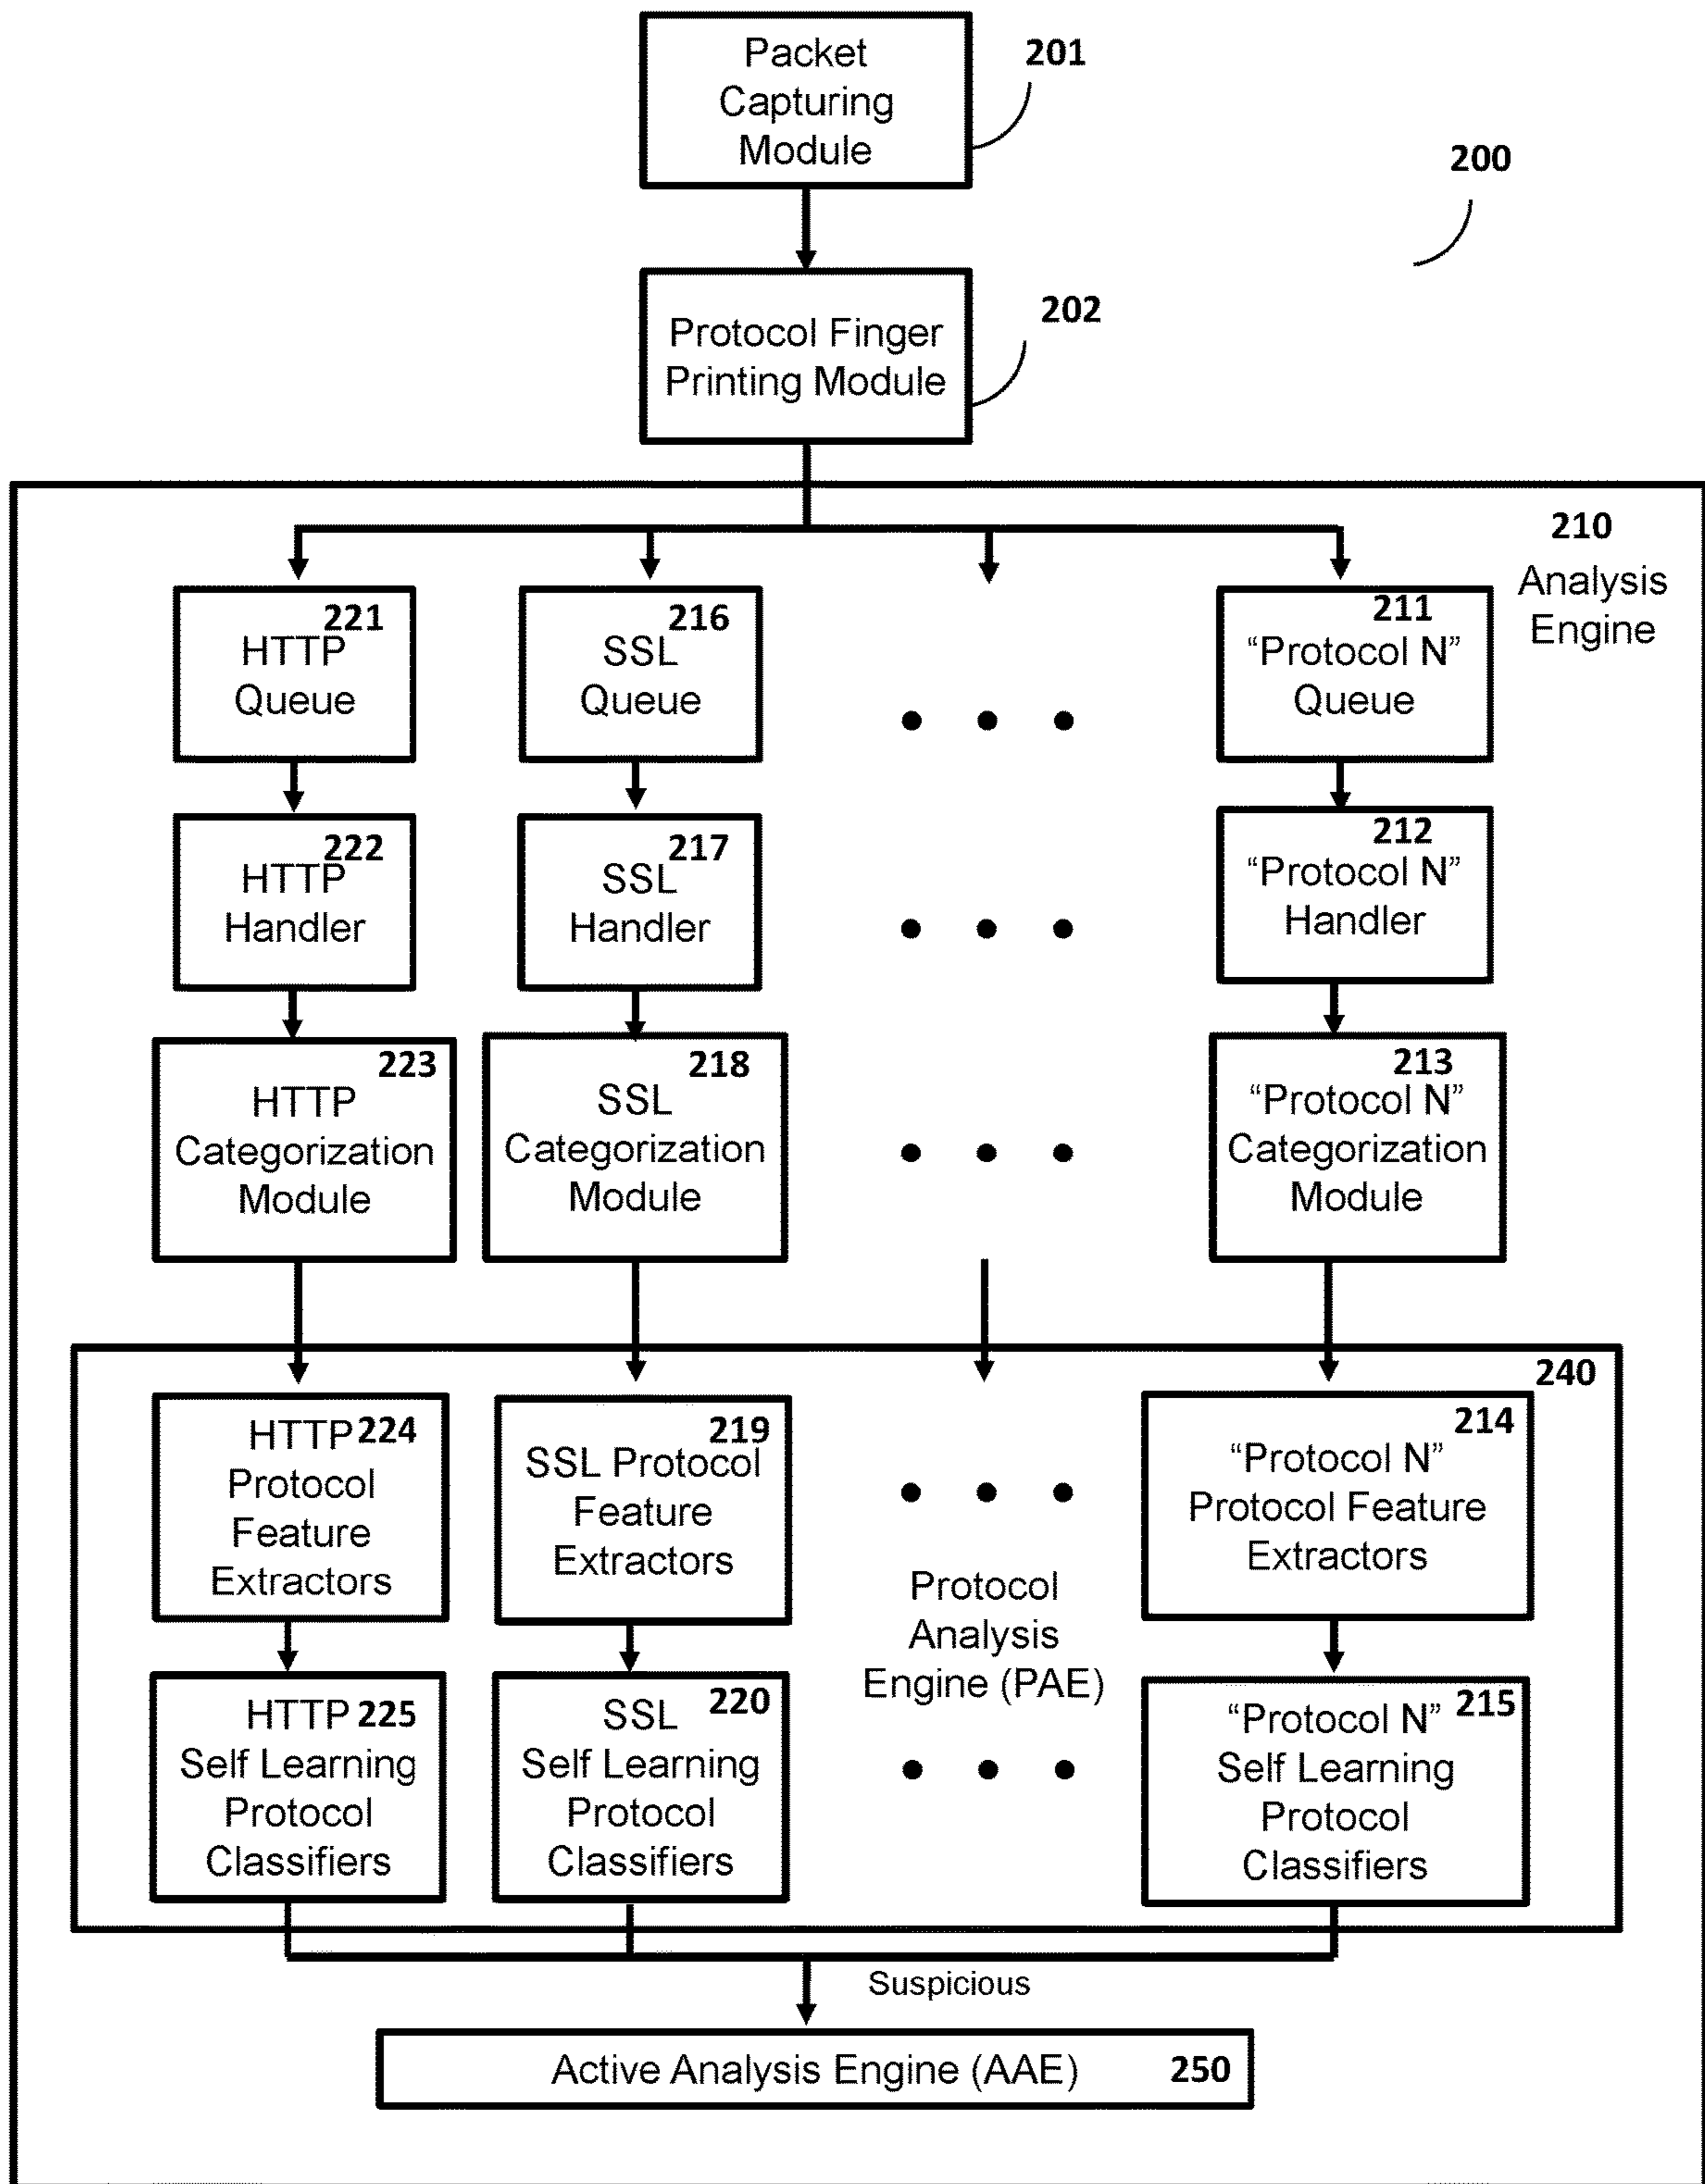 Packet
Capturing
Module
201
200
Protocol Finger
Printing Module
202
210
Analysis
Engine
221
HTTP
Queue
216
SSL
Queue
211
“Protocol N”
Queue
222
HTTP
Handler
217
SSL
Handler
212
“Protocol N”
Handler
223
HTTP
Categorization
Module
218
SSL
Categorization
Module
213
“Protocol N”
Categorization
Module
240
HTTP 224
Protocol
Feature
Extractors
219
SSL Protocol
Feature
Extractors
214
“Protocol N”
Protocol Feature
Extractors
Protocol
Analysis
Engine (PAE)
HTTP 225
Self Learning
Protocol
Classifiers
SSL 220
Self Learning
Protocol
Classifiers
“Protocol N” 215
Self Learning
Protocol
Classifiers
Suspicious
Active Analysis Engine (AAE) 250